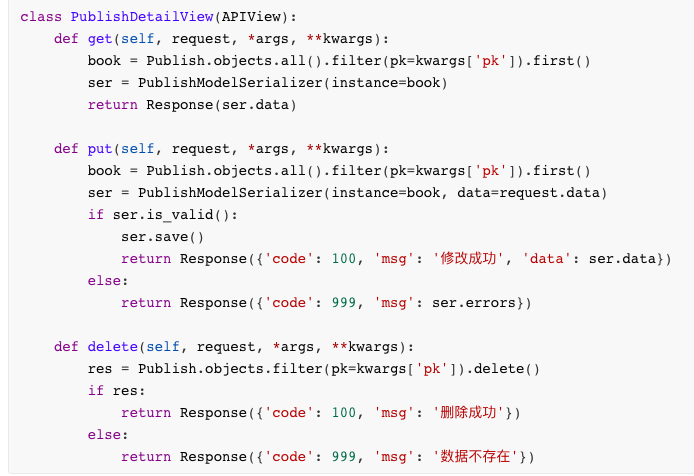 class PublishDetailView(APIView):
    def get(self, request, *args, **kwargs):
        book = Publish.objects.all().filter(pk=kwargs['pk']).first()
        ser = PublishModelSerializer(instance=book)
        return Response(ser.data)

    def put(self, request, *args, **kwargs):
        book = Publish.objects.all().filter(pk=kwargs['pk']).first()
        ser = PublishModelSerializer(instance=book, data=request.data)
        if ser.is_valid():
            ser.save()
            return Response({'code': 100, 'msg': '修改成功', 'data': ser.data})
        else:
            return Response({'code': 999, 'msg': ser.errors})

    def delete(self, request, *args, **kwargs):
        res = Publish.objects.filter(pk=kwargs['pk']).delete()
        if res:
            return Response({'code': 100, 'msg': '删除成功'})
        else:
            return Response({'code': 999, 'msg': '数据不存在'})